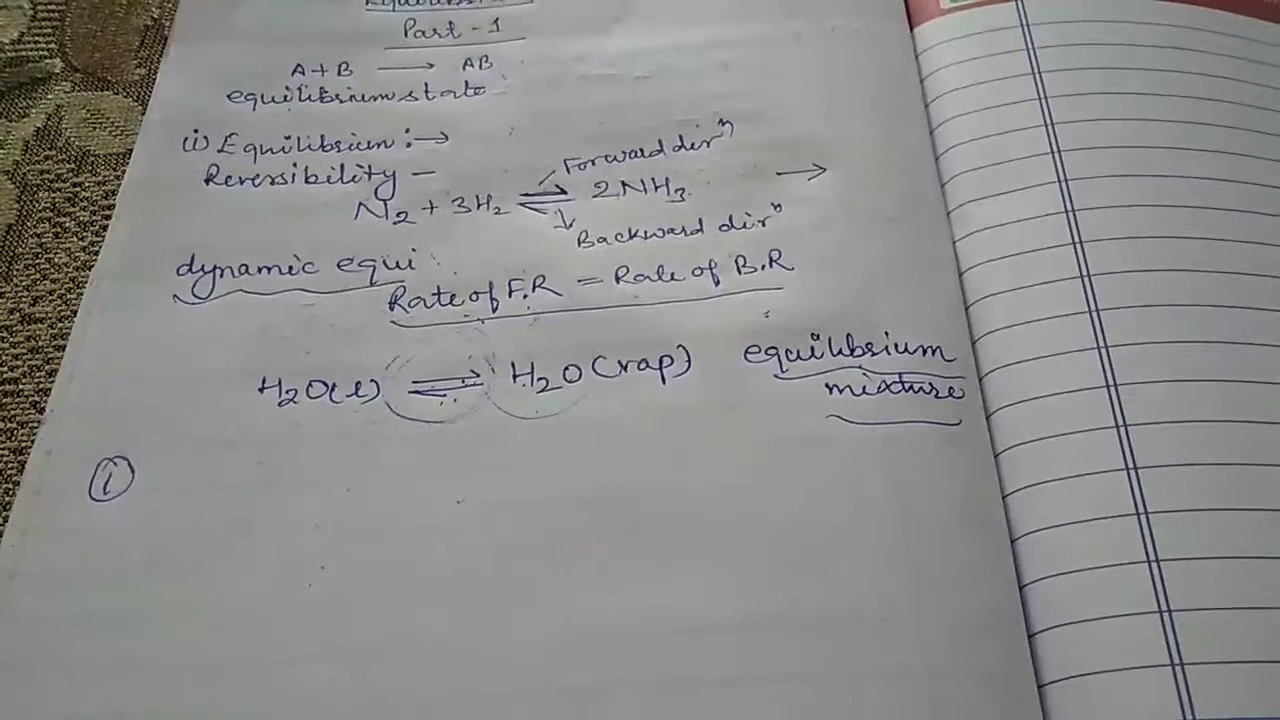 Part - 1
A + B ⟶ AB
equilibrium state
(i) Equilibrium :→
Reversibility –
Forward dirⁿ
N₂ + 3H₂ ⇌ 2NH₃ →
Backward dirⁿ
dynamic equi
Rate of F.R = Rate of B.R
H₂O(l) ⇌ H₂O(vap) equilibrium
mixture
①